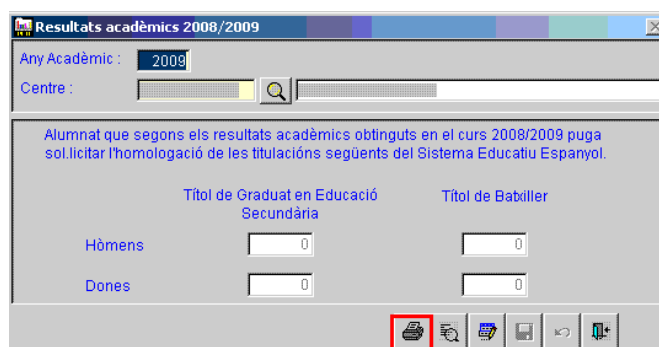 Resultats acadèmics 2008/2009
Any Acadèmic : 2009
Centre :
Alumnat que segons els resultats acadèmics obtinguts en el curs 2008/2009 puga
sol.licitar l'homologació de les titulacións següents del Sistema Educatiu Espanyol.
Títol de Graduat en Educació Títol de Batxiller
Secundària
Hòmens 0 0
Dones 0 0